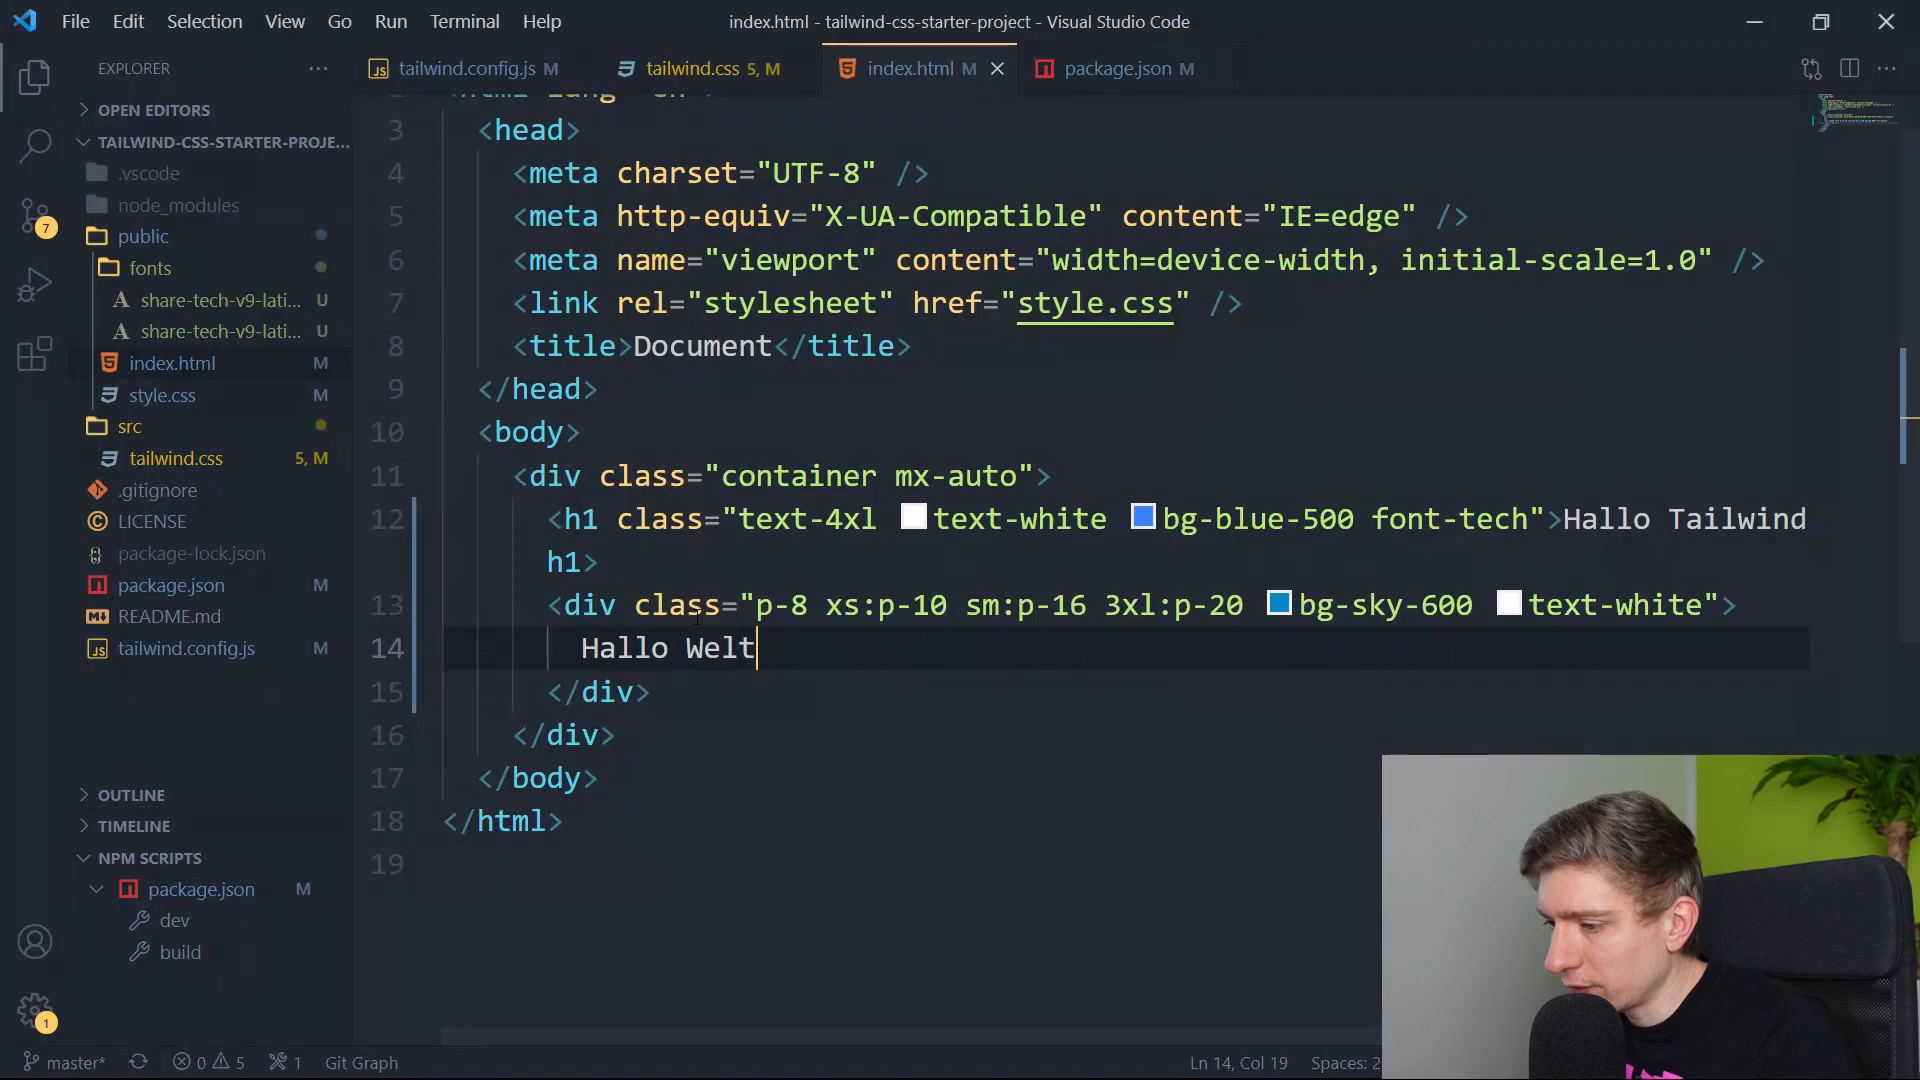 File Edit Selection View Go Run Terminal Help
index.html - tailwind-css-starter-project - Visual Studio Code
EXPLORER ···
tailwind.config.js M
tailwind.css 5, M
index.html M
package.json M
OPEN EDITORS
TAILWIND-CSS-STARTER-PROJE...
.vscode
node_modules
public
fonts
share-tech-v9-lati... U
share-tech-v9-lati... U
index.html M
style.css M
src
tailwind.css 5, M
.gitignore
LICENSE
package-lock.json
package.json M
README.md
tailwind.config.js M
OUTLINE
TIMELINE
NPM SCRIPTS
package.json M
dev
build
7
1
3 <head>
4 <meta charset="UTF-8" />
5 <meta http-equiv="X-UA-Compatible" content="IE=edge" />
6 <meta name="viewport" content="width=device-width, initial-scale=1.0" />
7 <link rel="stylesheet" href="style.css" />
8 <title>Document</title>
9 </head>
10 <body>
11 <div class="container mx-auto">
12 <h1 class="text-4xl text-white bg-blue-500 font-tech">Hallo Tailwind
h1>
13 <div class="p-8 xs:p-10 sm:p-16 3xl:p-20 bg-sky-600 text-white">
14 Hallo Welt
15 </div>
16 </div>
17 </body>
18 </html>
19
master* 0 5 1 Git Graph
Ln 14, Col 19 Spaces: 2